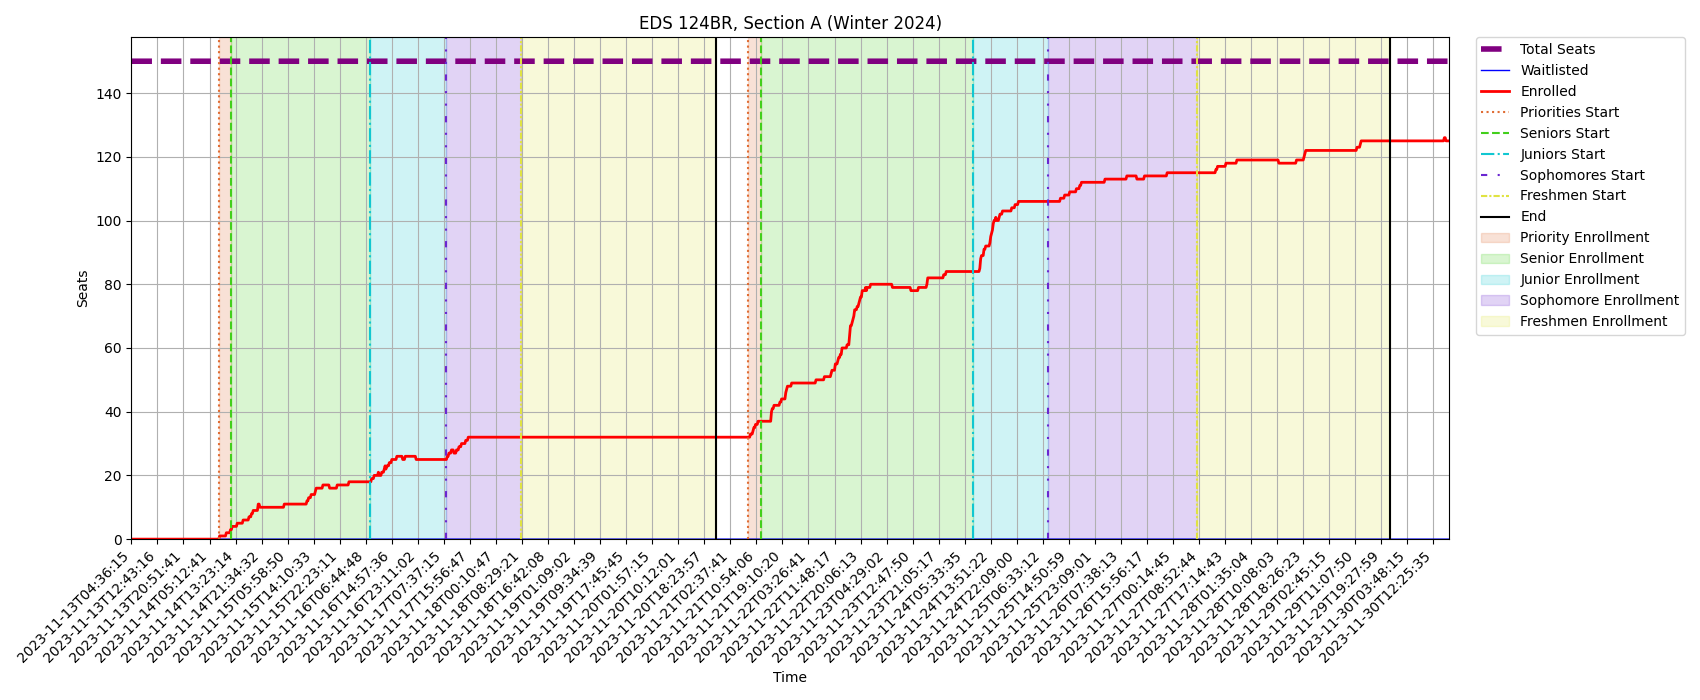 EDS 124BR, Section A (Winter 2024)
Seats
140
120
100
80
60
40
20
0
2023-11-13T04:36:15
2023-11-13T12:43:16
2023-11-13T20:51:41
2023-11-14T05:12:41
2023-11-14T13:23:14
2023-11-14T21:34:32
2023-11-15T05:58:50
2023-11-15T14:10:33
2023-11-15T22:23:11
2023-11-16T06:44:48
2023-11-16T14:57:36
2023-11-16T23:11:02
2023-11-17T07:37:15
2023-11-17T15:56:47
2023-11-18T00:10:47
2023-11-18T08:29:21
2023-11-18T16:42:08
2023-11-19T01:09:02
2023-11-19T09:34:39
2023-11-19T17:45:45
2023-11-20T01:57:15
2023-11-20T10:12:01
2023-11-20T18:23:57
2023-11-21T02:37:41
2023-11-21T10:54:06
2023-11-21T19:10:20
2023-11-22T03:26:41
2023-11-22T11:48:17
2023-11-22T20:06:13
2023-11-23T04:29:02
2023-11-23T12:47:50
2023-11-23T21:05:17
2023-11-24T05:33:35
2023-11-24T13:51:22
2023-11-24T22:09:00
2023-11-25T06:33:12
2023-11-25T14:50:59
2023-11-25T23:09:01
2023-11-26T07:38:13
2023-11-26T15:56:17
2023-11-27T00:14:45
2023-11-27T08:52:44
2023-11-27T17:14:43
2023-11-28T01:35:04
2023-11-28T10:08:03
2023-11-28T18:26:23
2023-11-29T02:45:15
2023-11-29T11:07:50
2023-11-29T19:27:59
2023-11-30T03:48:15
2023-11-30T12:25:35
Time
Total Seats
Waitlisted
Enrolled
Priorities Start
Seniors Start
Juniors Start
Sophomores Start
Freshmen Start
End
Priority Enrollment
Senior Enrollment
Junior Enrollment
Sophomore Enrollment
Freshmen Enrollment